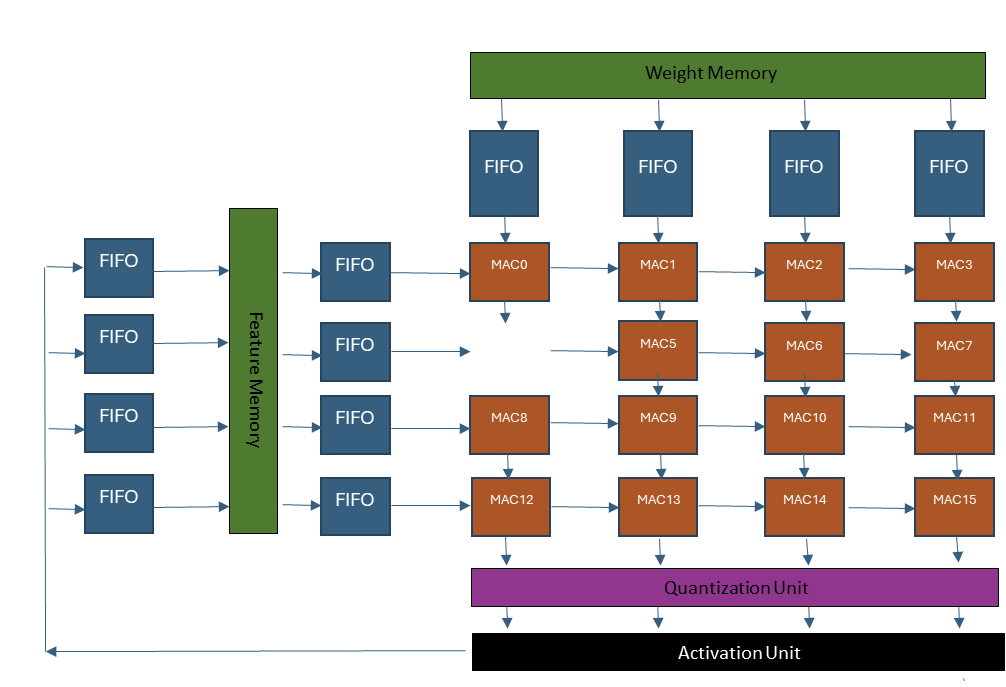 Weight Memory
FIFO FIFO FIFO FIFO
FIFO FIFO MAC0 MAC1 MAC2 MAC3
FIFO FIFO MAC5 MAC6 MAC7
Feature Memory
FIFO FIFO MAC8 MAC9 MAC10 MAC11
FIFO FIFO MAC12 MAC13 MAC14 MAC15
Quantization Unit
Activation Unit